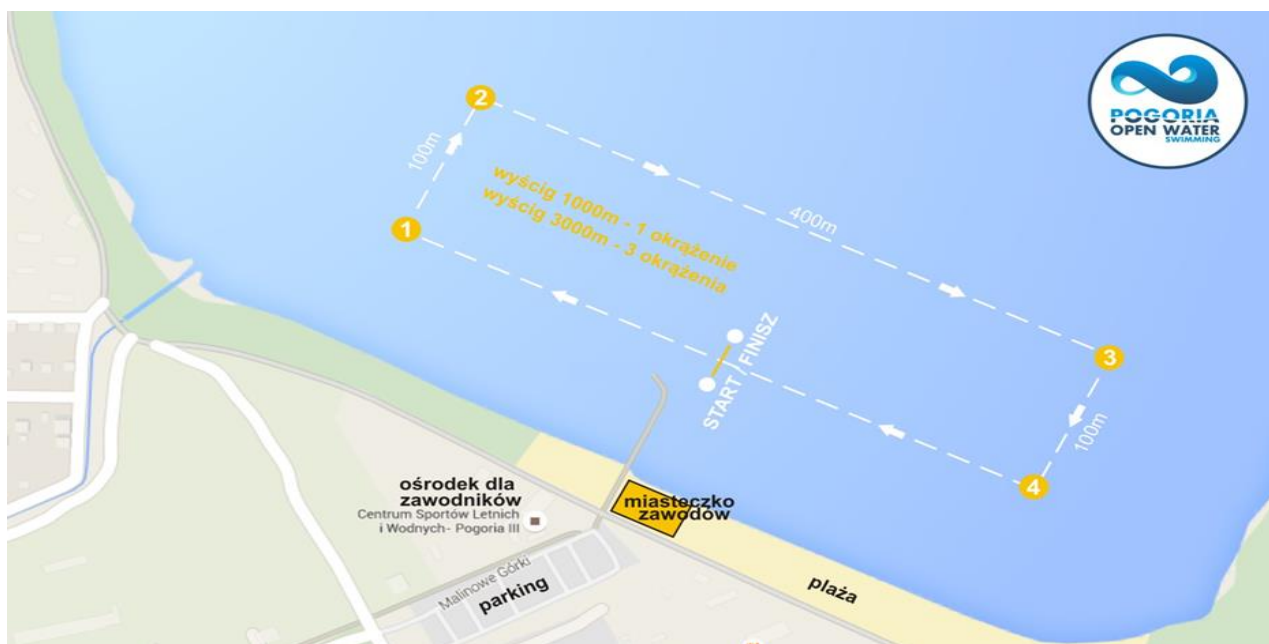 POGORIA
OPEN WATER
SWIMMING
2
100m
wyścig 1000m - 1 okrążenie
wyścig 3000m - 3 okrążenia
400m
1
START / FINISZ
3
100m
4
ośrodek dla
zawodników
Centrum Sportów Letnich
i Wodnych- Pogoria III
miasteczko
zawodów
Malinowe Górki
parking
plaża